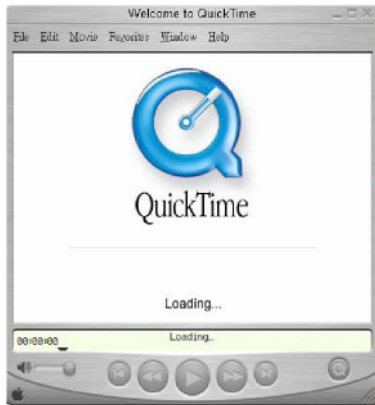 Welcome to QuickTime
File Edit Movie Favorites Window Help
QuickTime
Loading...
00:00:00 Loading...